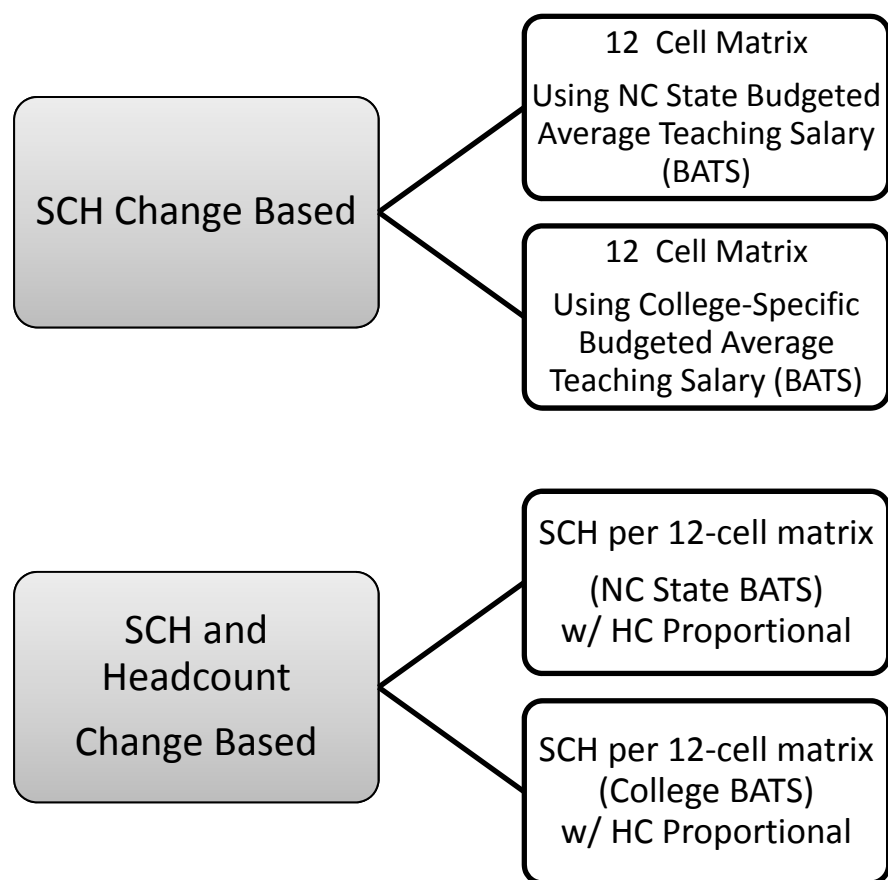 SCH Change Based
12 Cell Matrix
Using NC State Budgeted
Average Teaching Salary
(BATS)
12 Cell Matrix
Using College-Specific
Budgeted Average
Teaching Salary (BATS)
SCH and
Headcount
Change Based
SCH per 12-cell matrix
(NC State BATS)
w/ HC Proportional
SCH per 12-cell matrix
(College BATS)
w/ HC Proportional